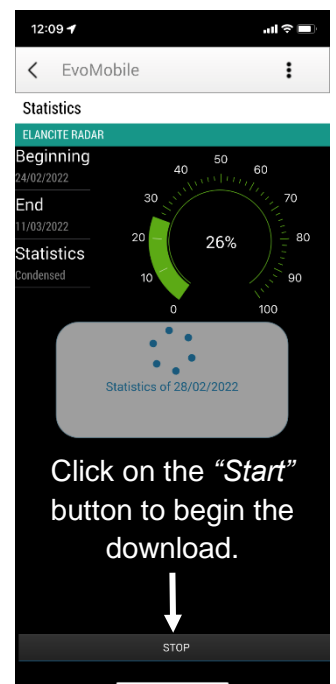 12:09
EvoMobile
Statistics
ELANCITE RADAR
Beginning
24/02/2022
End
11/03/2022
Statistics
Condensed
50
40
60
30
70
20
26%
80
10
90
0
100
Statistics of 28/02/2022
Click on the “Start”
button to begin the
download.
STOP